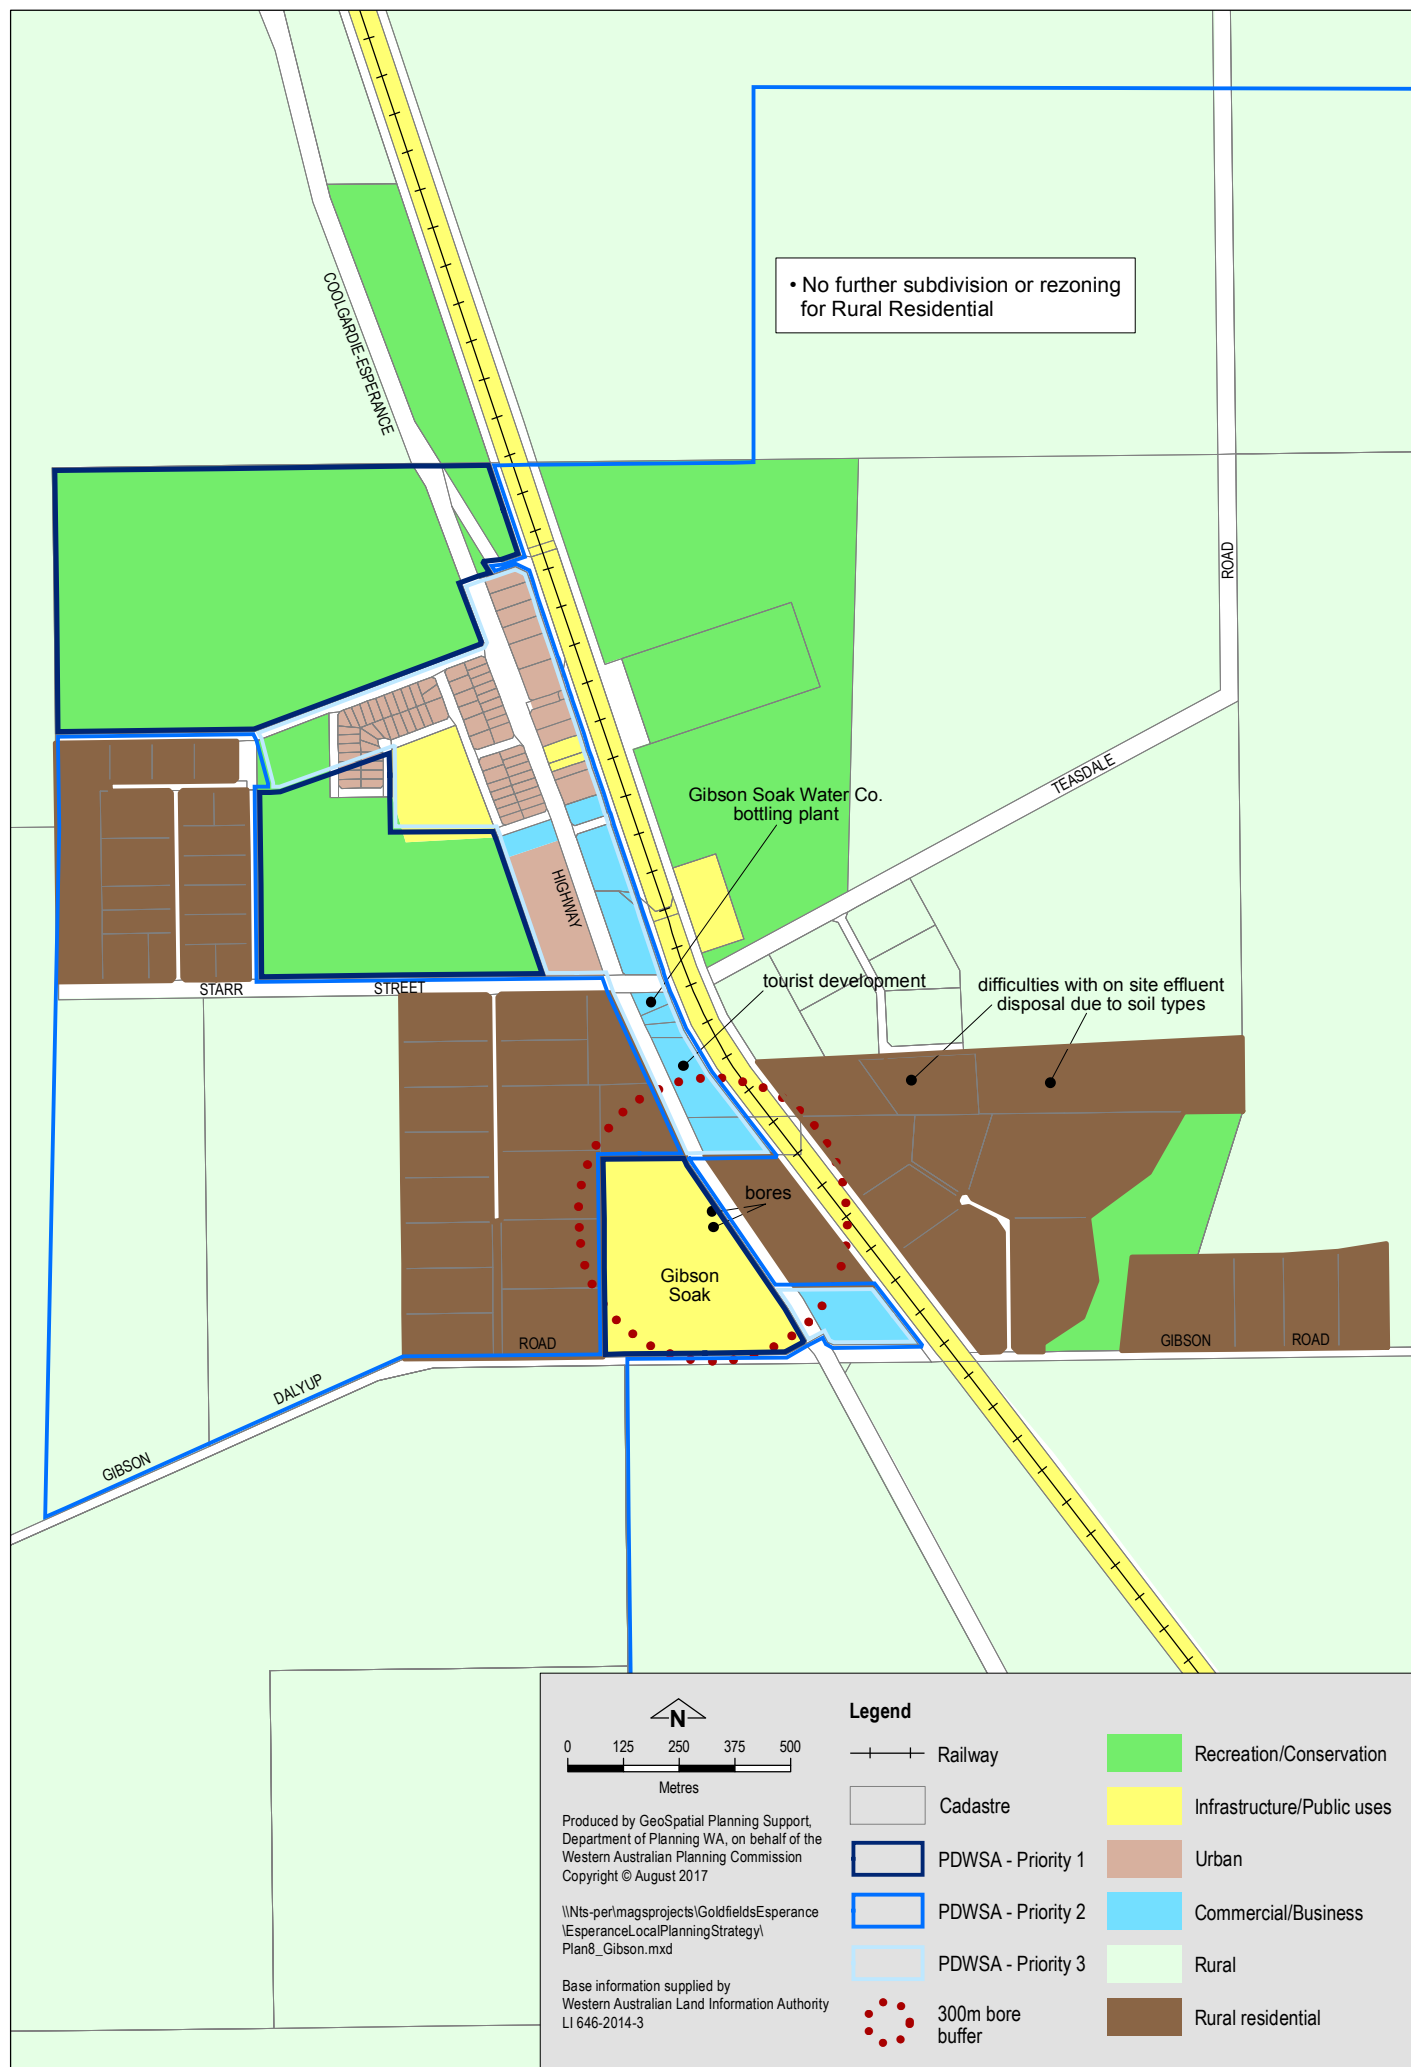 • No further subdivision or rezoning
for Rural Residential
COOLGARDIE-ESPERANCE
ROAD
TEASDALE
Gibson Soak Water Co.
bottling plant
HIGHWAY
tourist development
difficulties with on site effluent
disposal due to soil types
STARR
STREET
bores
Gibson
Soak
ROAD
GIBSON
ROAD
DALYUP
GIBSON
N
0 125 250 375 500
Metres
Produced by GeoSpatial Planning Support,
Department of Planning WA, on behalf of the
Western Australian Planning Commission
Copyright © August 2017
\\Nts-per\magsprojects\GoldfieldsEsperance
\EsperanceLocalPlanningStrategy\
Plan8_Gibson.mxd
Base information supplied by
Western Australian Land Information Authority
LI 646-2014-3
Legend
Railway
Cadastre
PDWSA - Priority 1
PDWSA - Priority 2
PDWSA - Priority 3
300m bore
buffer
Recreation/Conservation
Infrastructure/Public uses
Urban
Commercial/Business
Rural
Rural residential